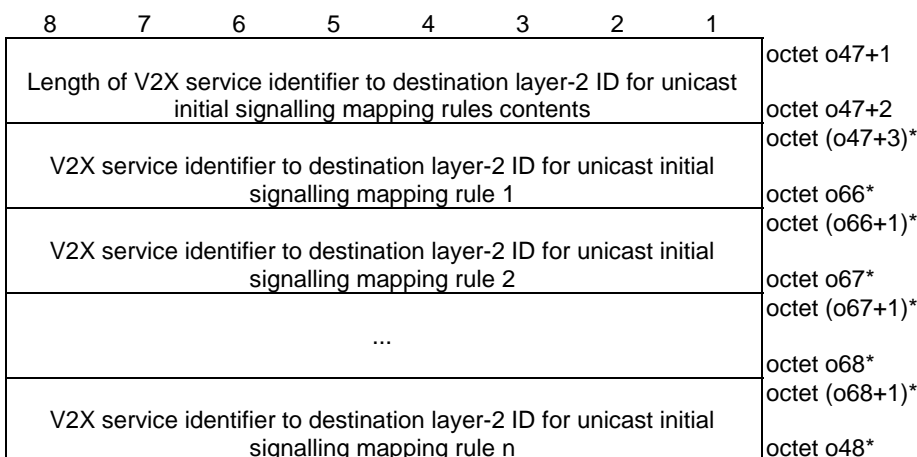 8 7 6 5 4 3 2 1
octet o47+1
Length of V2X service identifier to destination layer-2 ID for unicast
initial signalling mapping rules contents
octet o47+2
octet (o47+3)*
V2X service identifier to destination layer-2 ID for unicast initial
signalling mapping rule 1
octet o66*
octet (o66+1)*
V2X service identifier to destination layer-2 ID for unicast initial
signalling mapping rule 2
octet o67*
octet (o67+1)*
...
octet o68*
octet (o68+1)*
V2X service identifier to destination layer-2 ID for unicast initial
signalling mapping rule n
octet o48*